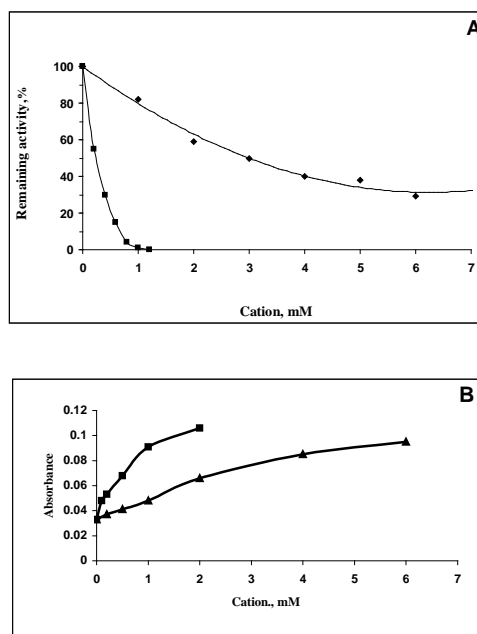 A
Remaining activity,%
100
80
60
40
20
0
0 1 2 3 4 5 6 7
Cation, mM
B
Absorbance
0.12
0.1
0.08
0.06
0.04
0.02
0
0 1 2 3 4 5 6 7
Cation., mM